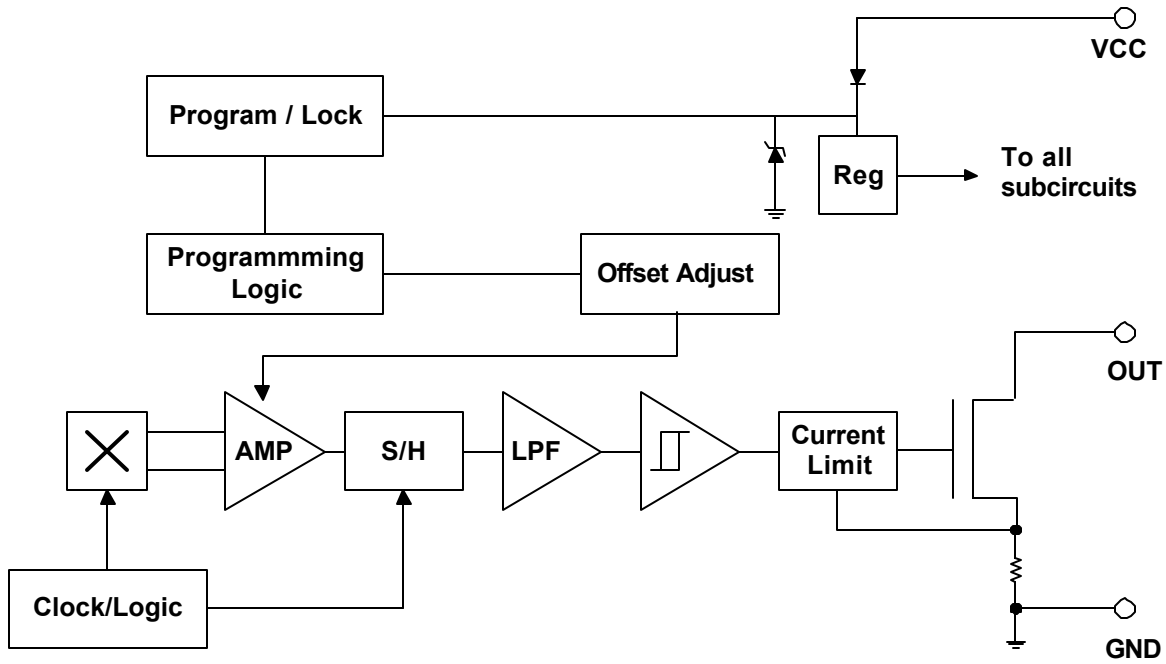 VCC
Program / Lock
Reg
To all
subcircuits
Programmming
Logic
Offset Adjust
OUT
AMP
S/H
LPF
Current
Limit
Clock/Logic
GND